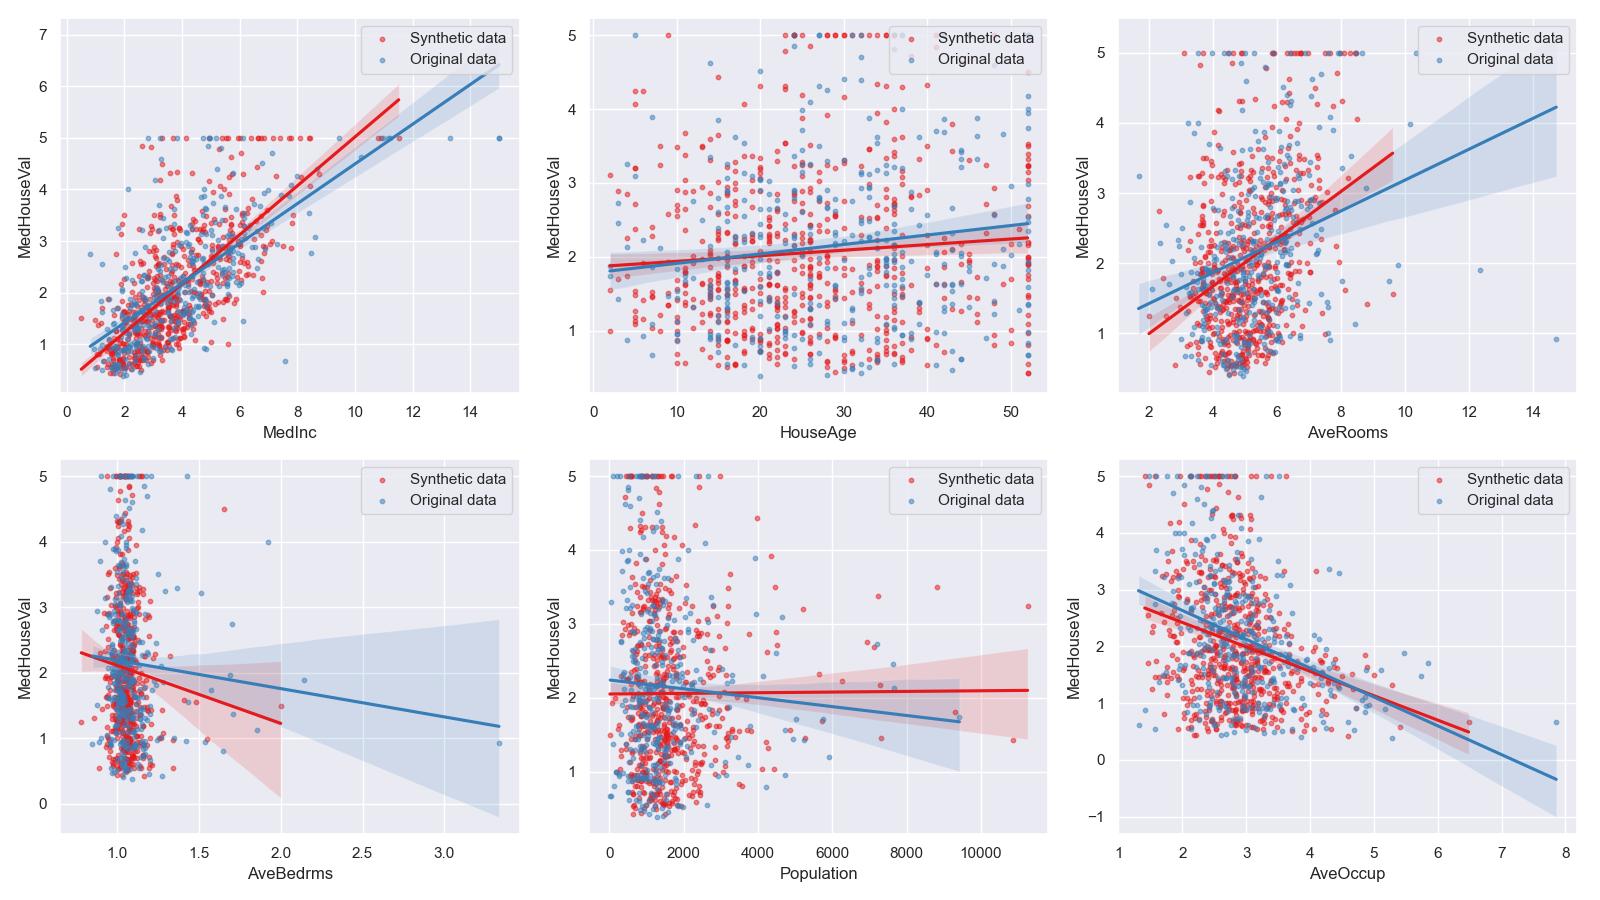 7
6
5
4
3
2
1
MedHouseVal
Synthetic data
Original data
0 2 4 6 8 10 12 14
MedInc
5
4
3
2
1
MedHouseVal
Synthetic data
Original data
0 10 20 30 40 50
HouseAge
5
4
3
2
1
MedHouseVal
Synthetic data
Original data
2 4 6 8 10 12 14
AveRooms
5
4
3
2
1
0
MedHouseVal
Synthetic data
Original data
1.0 1.5 2.0 2.5 3.0
AveBedrms
5
4
3
2
1
MedHouseVal
Synthetic data
Original data
0 2000 4000 6000 8000 10000
Population
5
4
3
2
1
0
−1
MedHouseVal
Synthetic data
Original data
1 2 3 4 5 6 7 8
AveOccup